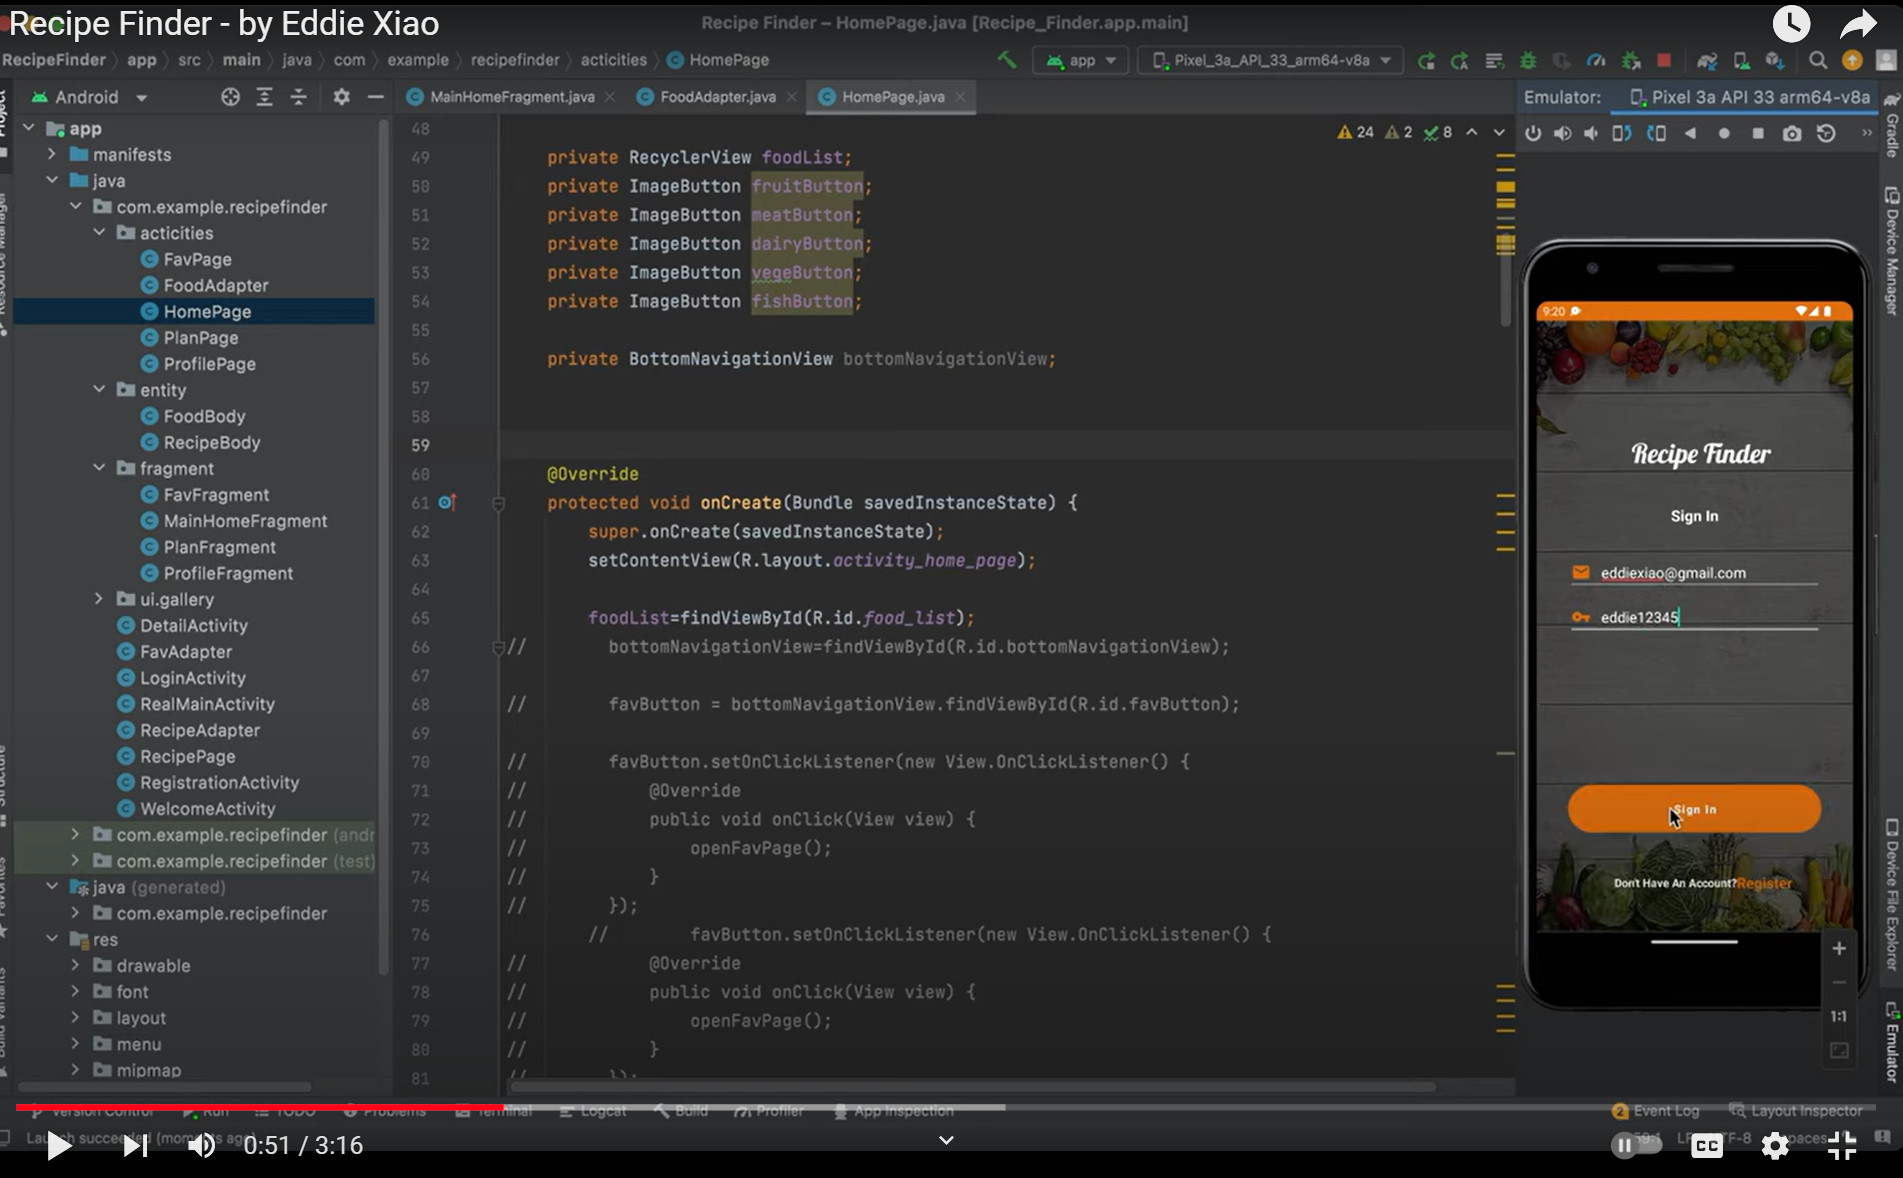 Recipe Finder - by Eddie Xiao
Recipe Finder – HomePage.java [Recipe_Finder.app.main]
RecipeFinder app src main java com example recipefinder acticities HomePage
app Pixel_3a_API_33_arm64-v8a
Android
MainHomeFragment.java FoodAdapter.java HomePage.java
Emulator: Pixel 3a API 33 arm64-v8a
24 2 8
app
manifests
java
com.example.recipefinder
acticities
FavPage
FoodAdapter
HomePage
PlanPage
ProfilePage
entity
FoodBody
RecipeBody
fragment
FavFragment
MainHomeFragment
PlanFragment
ProfileFragment
ui.gallery
DetailActivity
FavAdapter
LoginActivity
RealMainActivity
RecipeAdapter
RecipePage
RegistrationActivity
WelcomeActivity
com.example.recipefinder (andr
com.example.recipefinder (test)
java (generated)
com.example.recipefinder
res
drawable
font
layout
menu
mipmap
48
49 private RecyclerView foodList;
50 private ImageButton fruitButton;
51 private ImageButton meatButton;
52 private ImageButton dairyButton;
53 private ImageButton vegeButton;
54 private ImageButton fishButton;
55
56 private BottomNavigationView bottomNavigationView;
57
58
59
60 @Override
61 protected void onCreate(Bundle savedInstanceState) {
62 super.onCreate(savedInstanceState);
63 setContentView(R.layout.activity_home_page);
64
65 foodList=findViewById(R.id.food_list);
66 // bottomNavigationView=findViewById(R.id.bottomNavigationView);
67
68 // favButton = bottomNavigationView.findViewById(R.id.favButton);
69
70 // favButton.setOnClickListener(new View.OnClickListener() {
71 // @Override
72 // public void onClick(View view) {
73 // openFavPage();
74 // }
75 // });
76 // favButton.setOnClickListener(new View.OnClickListener() {
77 // @Override
78 // public void onClick(View view) {
79 // openFavPage();
80 // }
81 // });
9:20
Recipe Finder
Sign In
eddiexiao@gmail.com
eddie12345
Sign In
Don't Have An Account?Register
1:1
Gradle
Device Manager
Device File Explorer
Emulator
Project
Resource Manager
Structure
Favorites
Build Variants
Version Control Run TODO Problems Terminal Logcat Build Profiler App Inspection
2 Event Log Layout Inspector
Launch succeeded (moments ago)
0:51 / 3:16
59:1
CC